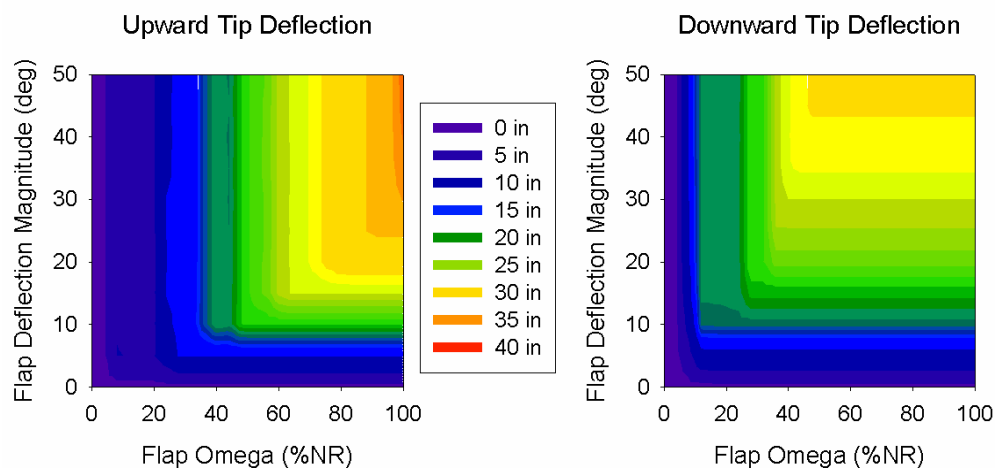 Upward Tip Deflection
Flap Deflection Magnitude (deg)
50
40
30
20
10
0
0 20 40 60 80 100
Flap Omega (%NR)
0 in
5 in
10 in
15 in
20 in
25 in
30 in
35 in
40 in
Downward Tip Deflection
Flap Deflection Magnitude (deg)
50
40
30
20
10
0
0 20 40 60 80 100
Flap Omega (%NR)